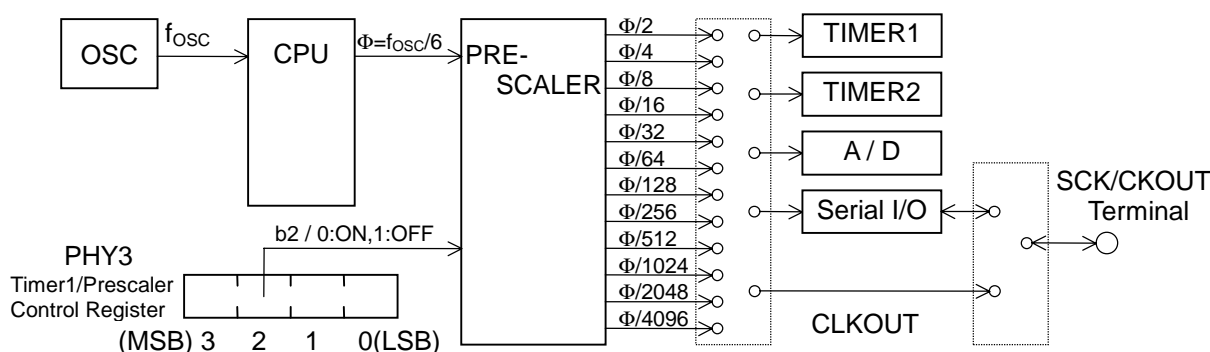 OSC
fOSC
CPU
Φ=fOSC/6
PRE-
SCALER
Φ/2
Φ/4
Φ/8
Φ/16
Φ/32
Φ/64
Φ/128
Φ/256
Φ/512
Φ/1024
Φ/2048
Φ/4096
TIMER1
TIMER2
A / D
Serial I/O
SCK/CKOUT
Terminal
CLKOUT
b2 / 0:ON,1:OFF
PHY3
Timer1/Prescaler
Control Register
(MSB) 3 2 1 0(LSB)